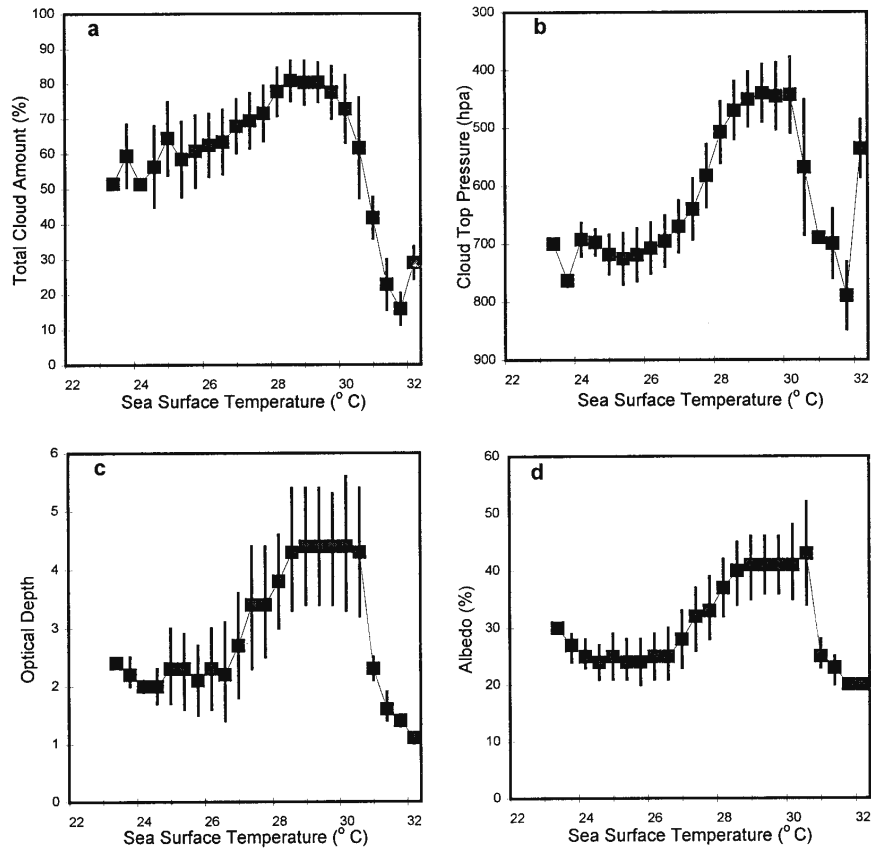 a
Total Cloud Amount (%)
100
90
80
70
60
50
40
30
20
10
0
22 24 26 28 30 32
Sea Surface Temperature (° C)
b
Cloud Top Pressure (hpa)
300
400
500
600
700
800
900
22 24 26 28 30 32
Sea Surface Temperature (° C)
c
Optical Depth
6
5
4
3
2
1
0
22 24 26 28 30 32
Sea Surface Temperature (° C)
d
Albedo (%)
60
50
40
30
20
10
0
22 24 26 28 30 32
Sea Surface Temperature (° C)